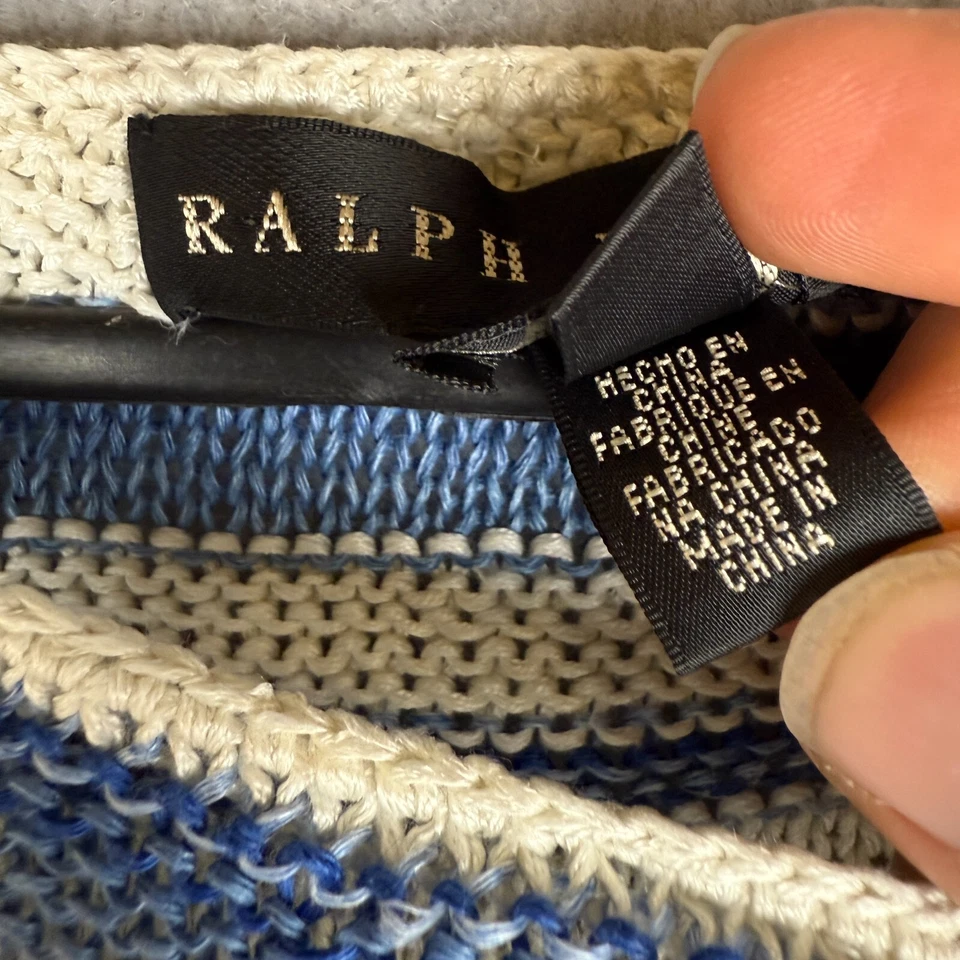 RALPH
HECHO EN
CHINA
FABRIQUE EN
CHINE
FABRICADO
NA CHINA
MADE IN
CHINA